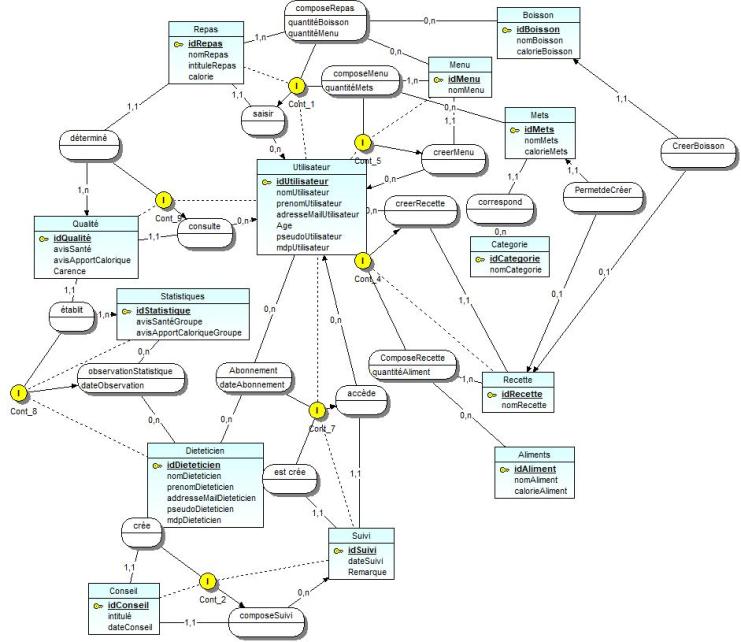 composeRepas
quantitéBoisson
quantitéMenu
0,n
Boisson
idBoisson
nomBoisson
calorieBoisson
Repas
idRepas
nomRepas
intituleRepas
calorie
1,n
0,n
Menu
idMenu
nomMenu
I
Cont_1
composeMenu
quantitéMets
1,n
0,n
1,1
saisir
0,n
1,1
1,1
Mets
idMets
nomMets
calorieMets
1,1
déterminé
1,1
I
Cont_5
creerMenu
0,n
CreerBoisson
Utilisateur
idUtilisateur
nomUtilisateur
prenomUtilisateur
adresseMailUtilisateur
Age
pseudoUtilisateur
mdpUtilisateur
1,1
1,1
1,n
I
Cont_9
consulte
0,n
1,1
0,n
creerRecette
correspond
PermetdeCréer
0,n
Qualité
idQualité
avisSanté
avisApportCalorique
Carence
Categorie
idCategorie
nomCategorie
I
Cont_4
0,1
0,1
1,1
1,1
établit
1,n
Statistiques
idStatistique
avisSantéGroupe
avisApportCaloriqueGroupe
0,n
0,n
0,n
observationStatistique
dateObservation
Abonnement
dateAbonnement
ComposeRecette
quantitéAliment
1,n
Recette
idRecette
nomRecette
I
Cont_8
accède
I
Cont_7
0,n
0,n
0,n
Dieteticien
idDieteticien
nomDieteticien
prenomDieteticien
addresseMailDieteticien
pseudoDieteticien
mdpDieteticien
est crée
1,1
1,1
Aliments
idAliment
nomAliment
calorieAliment
crée
1,1
Suivi
idSuivi
dateSuivi
Remarque
I
Cont_2
0,n
Conseil
idConseil
intitulé
dateConseil
1,1
composeSuivi